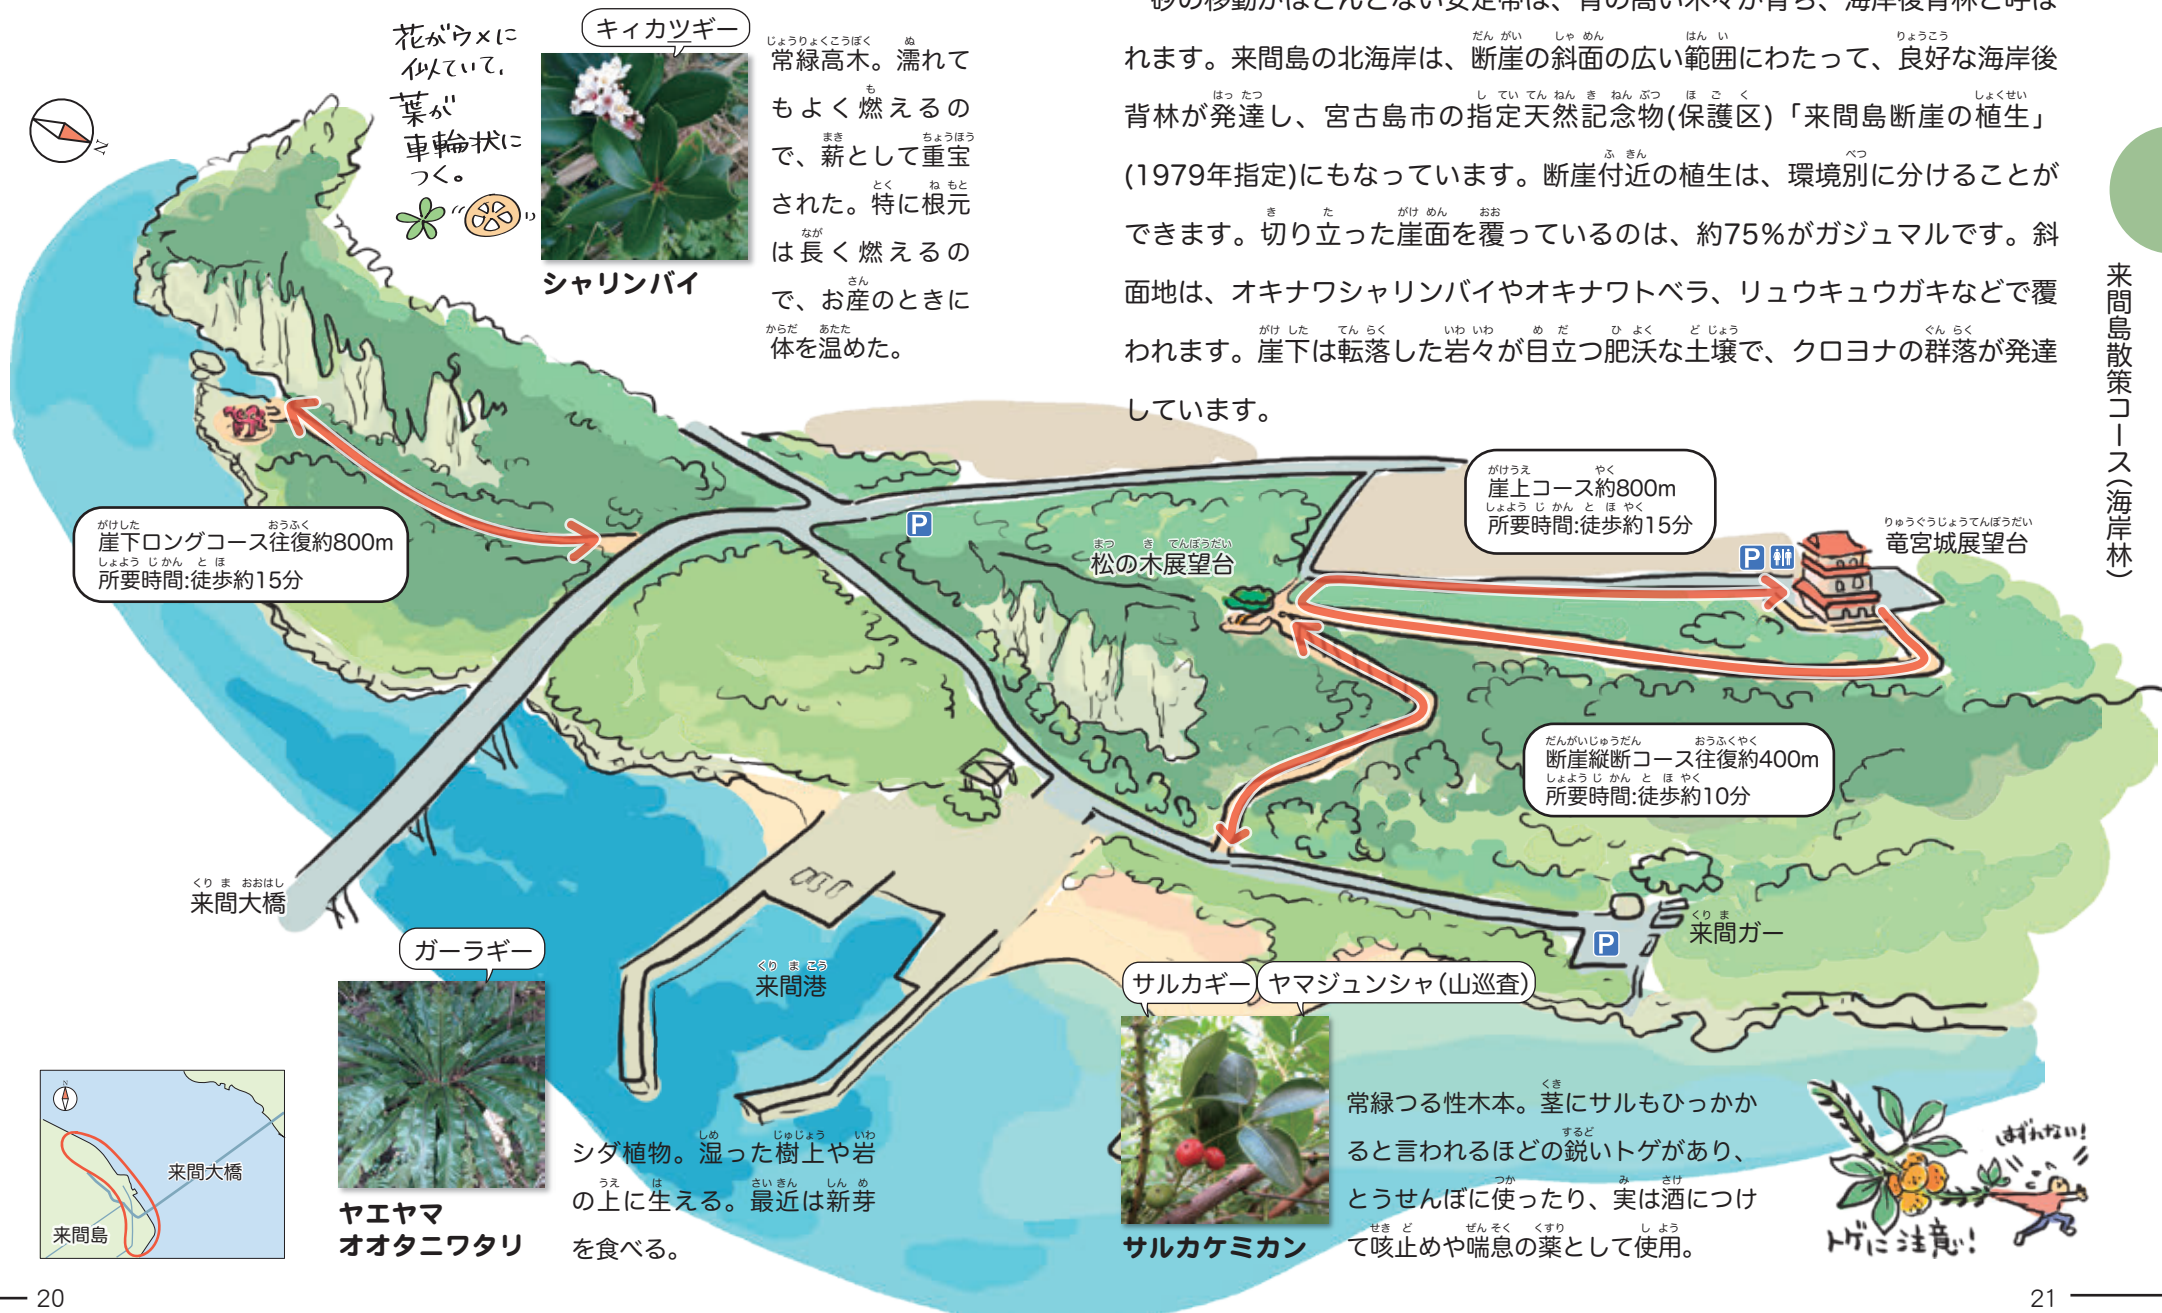 花がウメに
似ていて、
葉が
車輪状に
つく。
キィカツギー
シャリンバイ
常緑高木。濡れて
もよく燃えるの
で、薪として重宝
された。特に根元
は長く燃えるの
で、お産のときに
体を温めた。
砂の移動がほとんどない安定帯は、背の高い木々が育ち、海岸後背林と呼ば
れます。来間島の北海岸は、断崖の斜面の広い範囲にわたって、良好な海岸後
背林が発達し、宮古島市の指定天然記念物(保護区)「来間島断崖の植生」
(1979年指定)にもなっています。断崖付近の植生は、環境別に分けることが
できます。切り立った崖面を覆っているのは、約75%がガジュマルです。斜
面地は、オキナワシャリンバイやオキナワトベラ、リュウキュウガキなどで覆
われます。崖下は転落した岩々が目立つ肥沃な土壌で、クロヨナの群落が発達
しています。
来間島散策コース(海岸林)
崖下ロングコース往復約800m
所要時間:徒歩約15分
P
松の木展望台
崖上コース約800m
所要時間:徒歩約15分
P
竜宮城展望台
断崖縦断コース往復約400m
所要時間:徒歩約10分
来間大橋
来間港
来間ガー
P
ガーラギー
ヤエヤマ
オオタニワタリ
シダ植物。湿った樹上や岩
の上に生える。最近は新芽
を食べる。
サルカギー
ヤマジュンシャ(山巡査)
サルカケミカン
常緑つる性木本。茎にサルもひっかか
ると言われるほどの鋭いトゲがあり、
とうせんぼに使ったり、実は酒につけ
て咳止めや喘息の薬として使用。
はずれない!
トゲに注意!
N
N
来間大橋
来間島
20
21